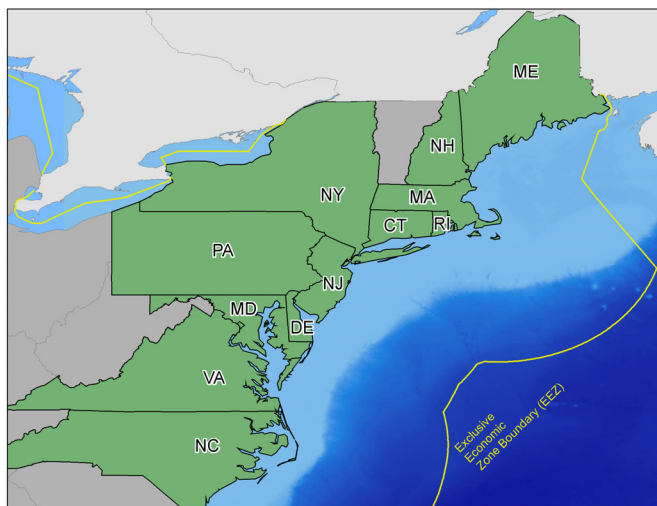 ME
NH
NY
MA
CT
RI
PA
NJ
MD
DE
VA
NC
Exclusive
Economic
Zone Boundary (EEZ)